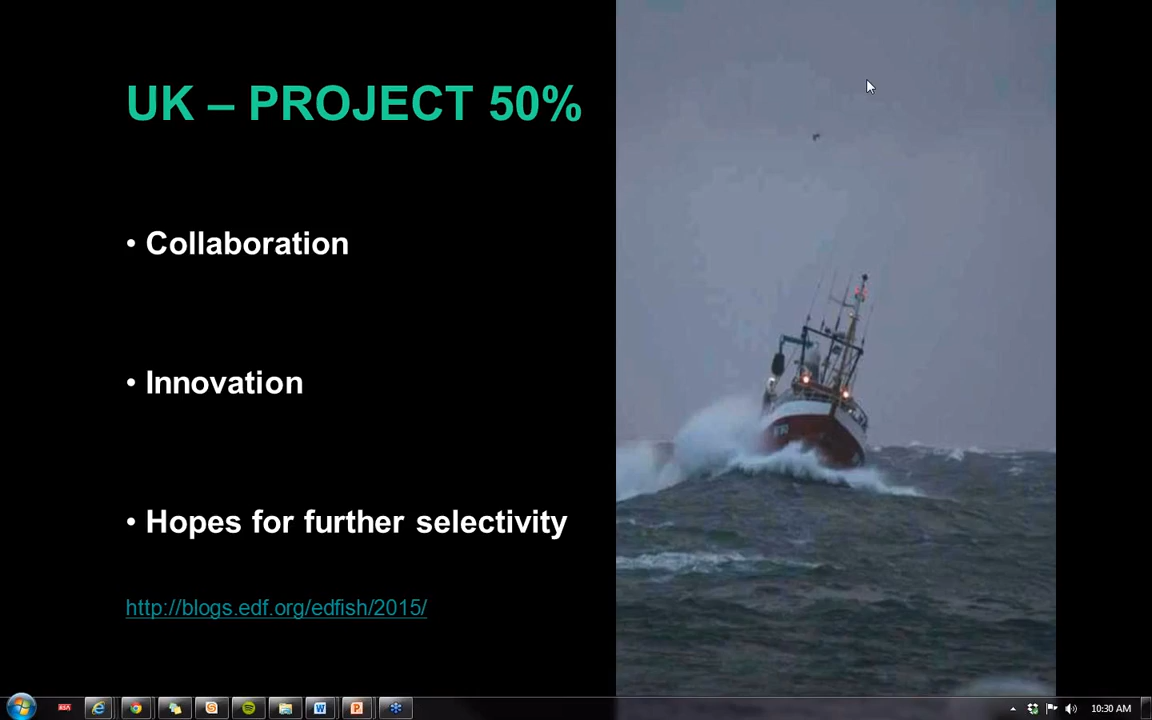 UK – PROJECT 50%
• Collaboration
• Innovation
• Hopes for further selectivity
http://blogs.edf.org/edfish/2015/
10:30 AM